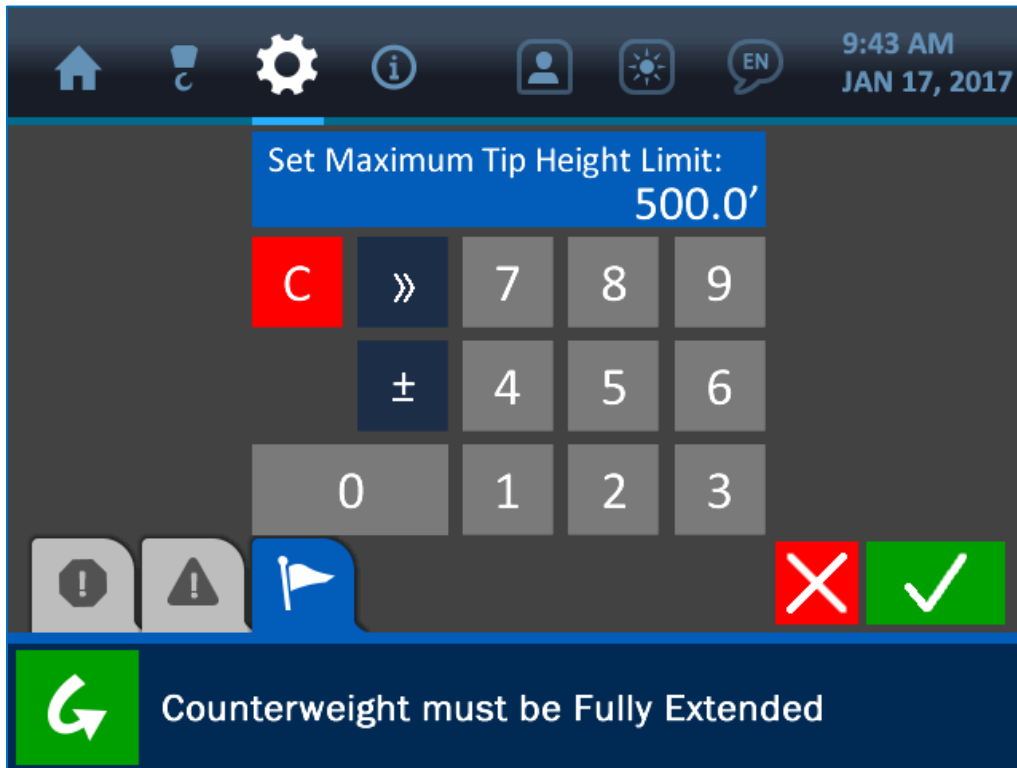 EN
9:43 AM
JAN 17, 2017
Set Maximum Tip Height Limit:
500.0′
C » 7 8 9
± 4 5 6
0 1 2 3
Counterweight must be Fully Extended